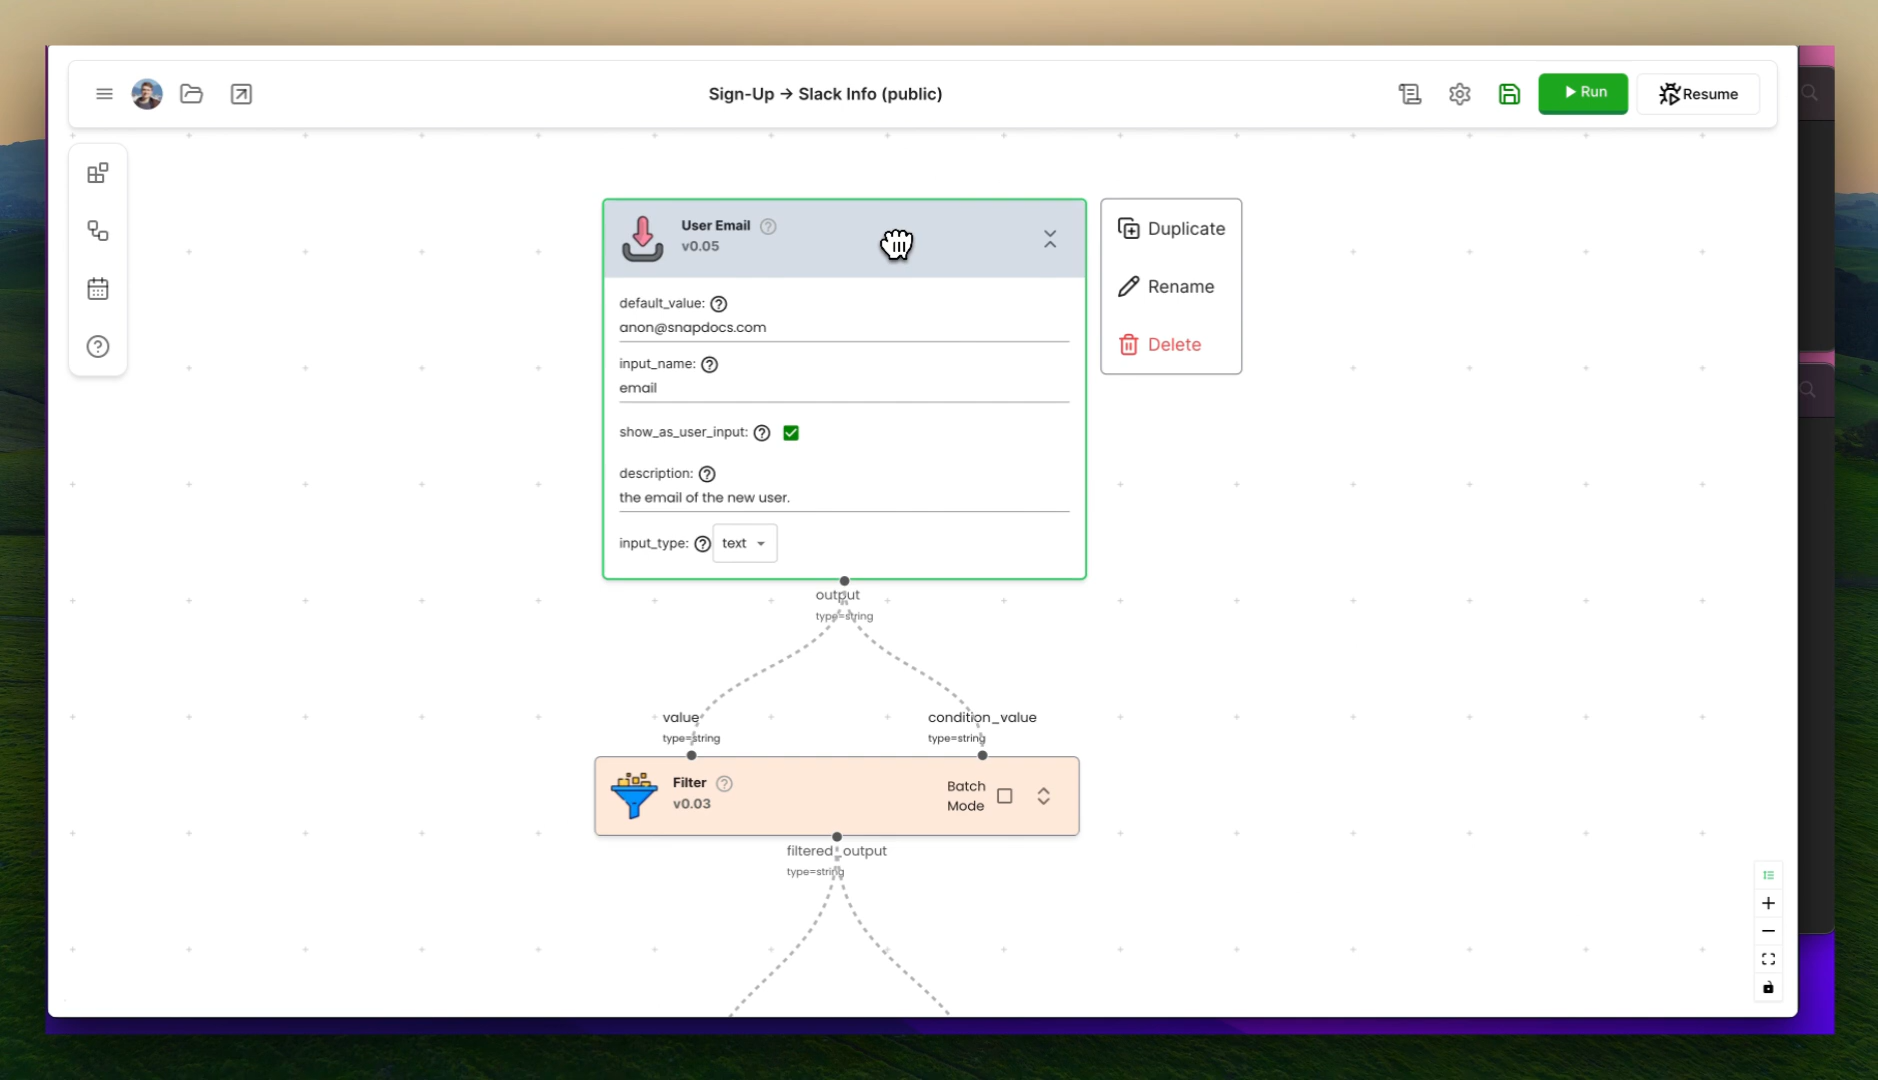 Sign-Up → Slack Info (public)
Run
Resume
User Email
v0.05
default_value:
anon@snapdocs.com
input_name:
email
show_as_user_input:
description:
the email of the new user.
input_type:
text
Duplicate
Rename
Delete
output
type=string
value
type=string
condition_value
type=string
Filter
v0.03
Batch
Mode
filtered_output
type=string